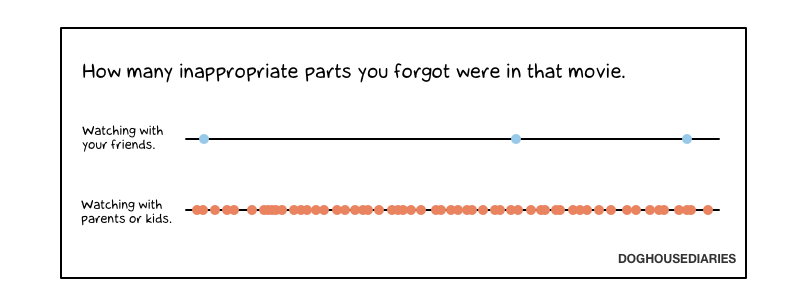 How many inappropriate parts you forgot were in that movie.
Watching with
your friends.
Watching with
parents or kids.
DOGHOUSEDIARIES